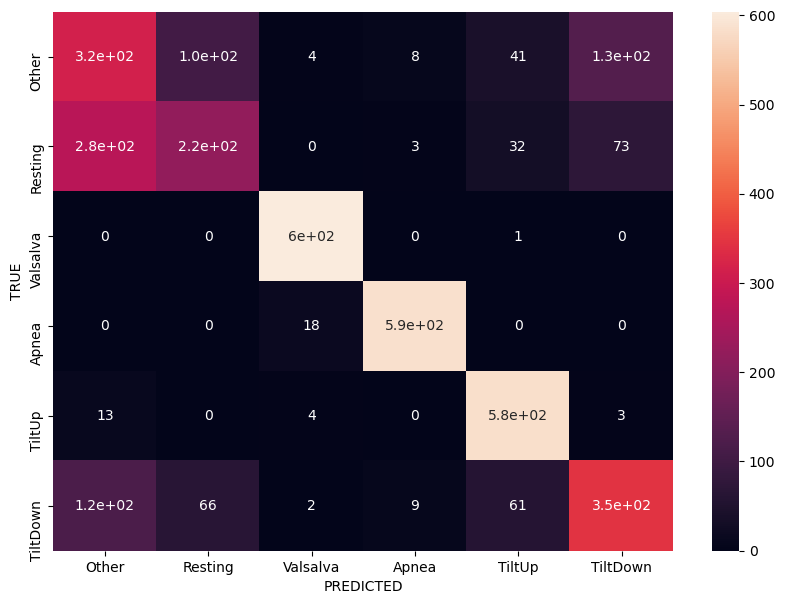 TRUE
Other 3.2e+02 1.0e+02 4 8 41 1.3e+02
Resting 2.8e+02 2.2e+02 0 3 32 73
Valsalva 0 0 6e+02 0 1 0
Apnea 0 0 18 5.9e+02 0 0
TiltUp 13 0 4 0 5.8e+02 3
TiltDown 1.2e+02 66 2 9 61 3.5e+02
Other Resting Valsalva Apnea TiltUp TiltDown
PREDICTED
600
500
400
300
200
100
0